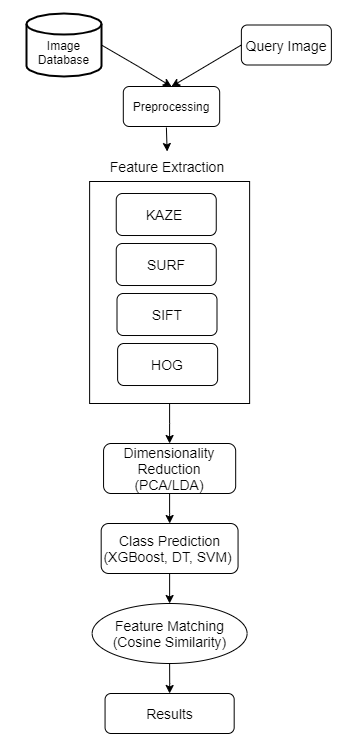 Image
Database
Query Image
Preprocessing
Feature Extraction
KAZE
SURF
SIFT
HOG
Dimensionality
Reduction
(PCA/LDA)
Class Prediction
(XGBoost, DT, SVM)
Feature Matching
(Cosine Similarity)
Results